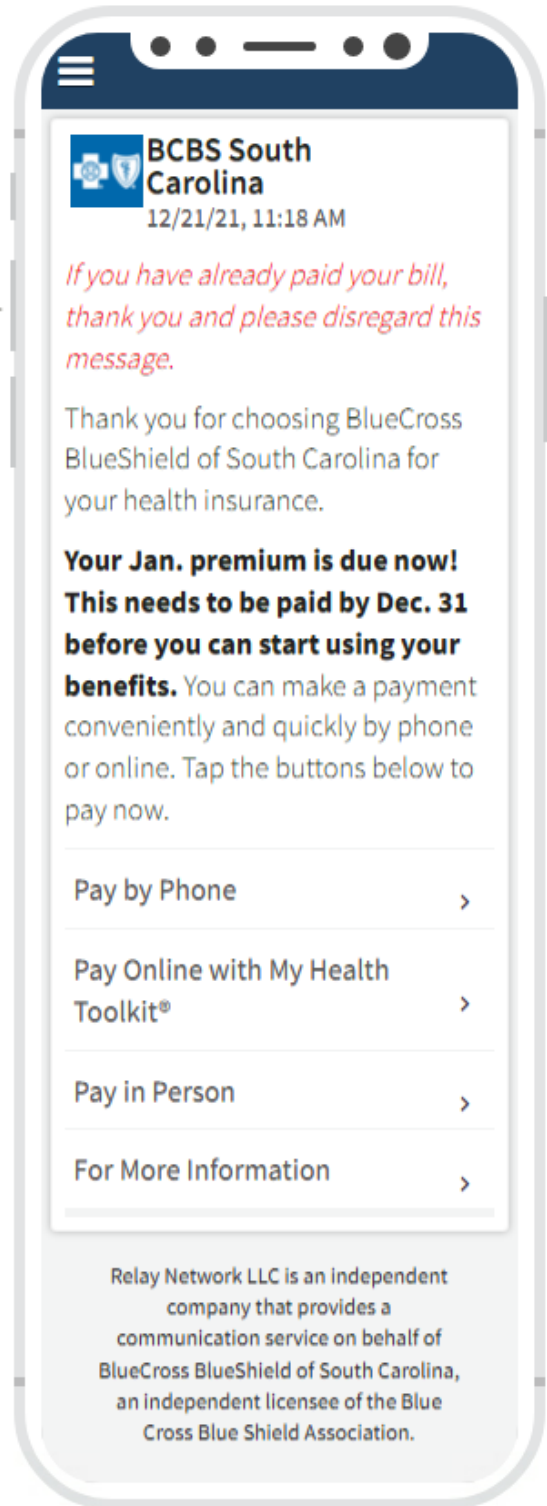 BCBS South
Carolina
12/21/21, 11:18 AM
If you have already paid your bill,
thank you and please disregard this
message.
Thank you for choosing BlueCross
BlueShield of South Carolina for
your health insurance.
Your Jan. premium is due now!
This needs to be paid by Dec. 31
before you can start using your
benefits. You can make a payment
conveniently and quickly by phone
or online. Tap the buttons below to
pay now.
Pay by Phone
Pay Online with My Health
Toolkit®
Pay in Person
For More Information
Relay Network LLC is an independent
company that provides a
communication service on behalf of
BlueCross BlueShield of South Carolina,
an independent licensee of the Blue
Cross Blue Shield Association.